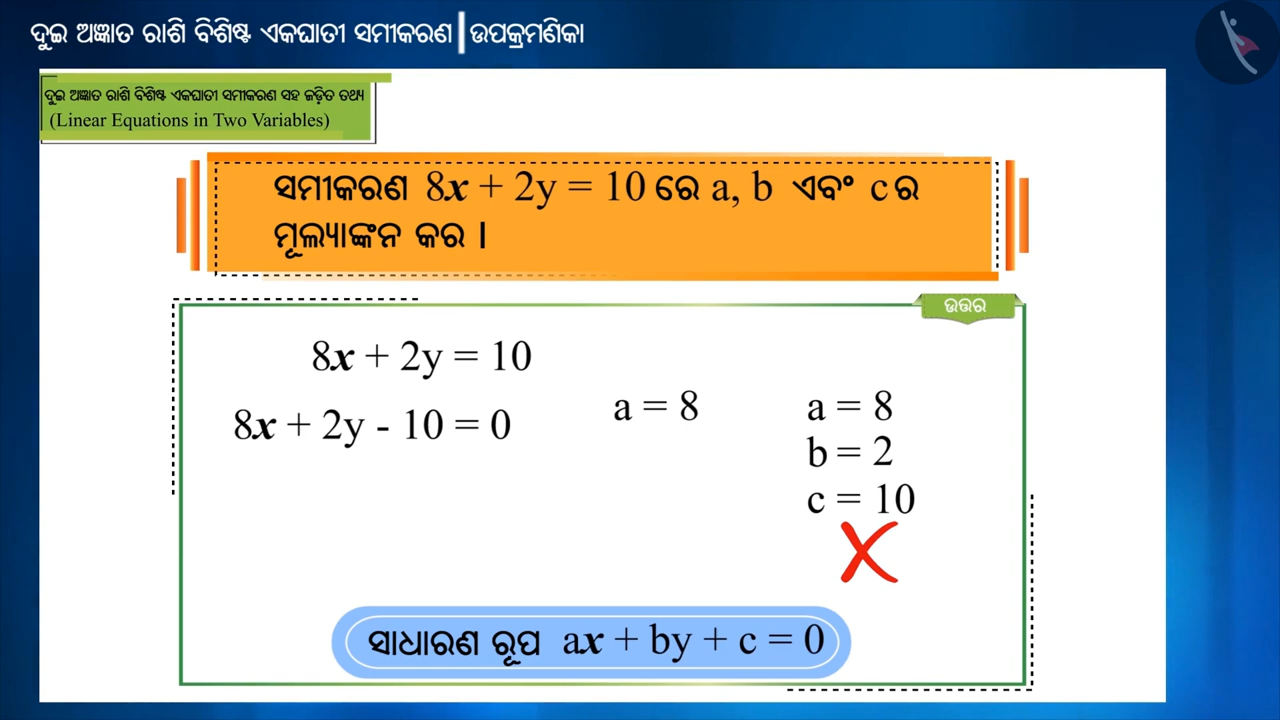 ଦୁଇ ଅଜ୍ଞାତ ରାଶି ବିଶିଷ୍ଟ ଏକଘାତୀ ସମୀକରଣ | ଉପକ୍ରମଣିକା
ଦୁଇ ଅଜ୍ଞାତ ରାଶି ବିଶିଷ୍ଟ ଏକଘାତୀ ସମୀକରଣ ସହ ଜଡ଼ିତ ତଥ୍ୟ
(Linear Equations in Two Variables)
ସମୀକରଣ 8x + 2y = 10 ରେ a, b ଏବଂ c ର
ମୂଲ୍ୟାଙ୍କନ କର ।
ଉତ୍ତର
8x + 2y = 10
8x + 2y - 10 = 0
a = 8
a = 8
b = 2
c = 10
ସାଧାରଣ ରୂପ ax + by + c = 0